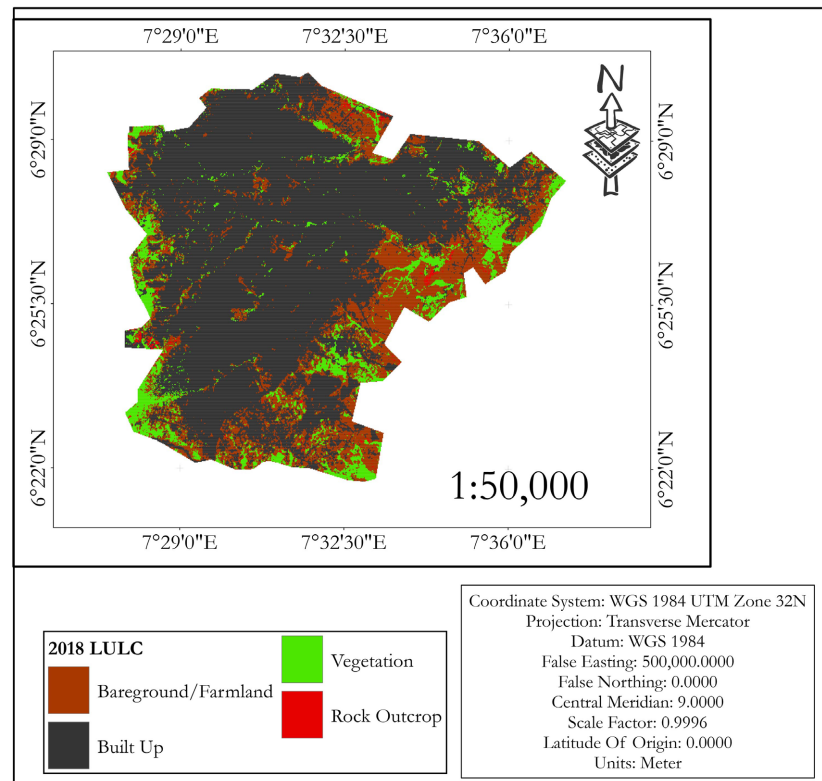 7°29'0"E 7°32'30"E 7°36'0"E
N
6°29'0"N 6°29'0"N
6°25'30"N 6°25'30"N
6°22'0"N 6°22'0"N
1:50,000
7°29'0"E 7°32'30"E 7°36'0"E
2018 LULC
Bareground/Farmland
Built Up
Vegetation
Rock Outcrop
Coordinate System: WGS 1984 UTM Zone 32N
Projection: Transverse Mercator
Datum: WGS 1984
False Easting: 500,000.0000
False Northing: 0.0000
Central Meridian: 9.0000
Scale Factor: 0.9996
Latitude Of Origin: 0.0000
Units: Meter